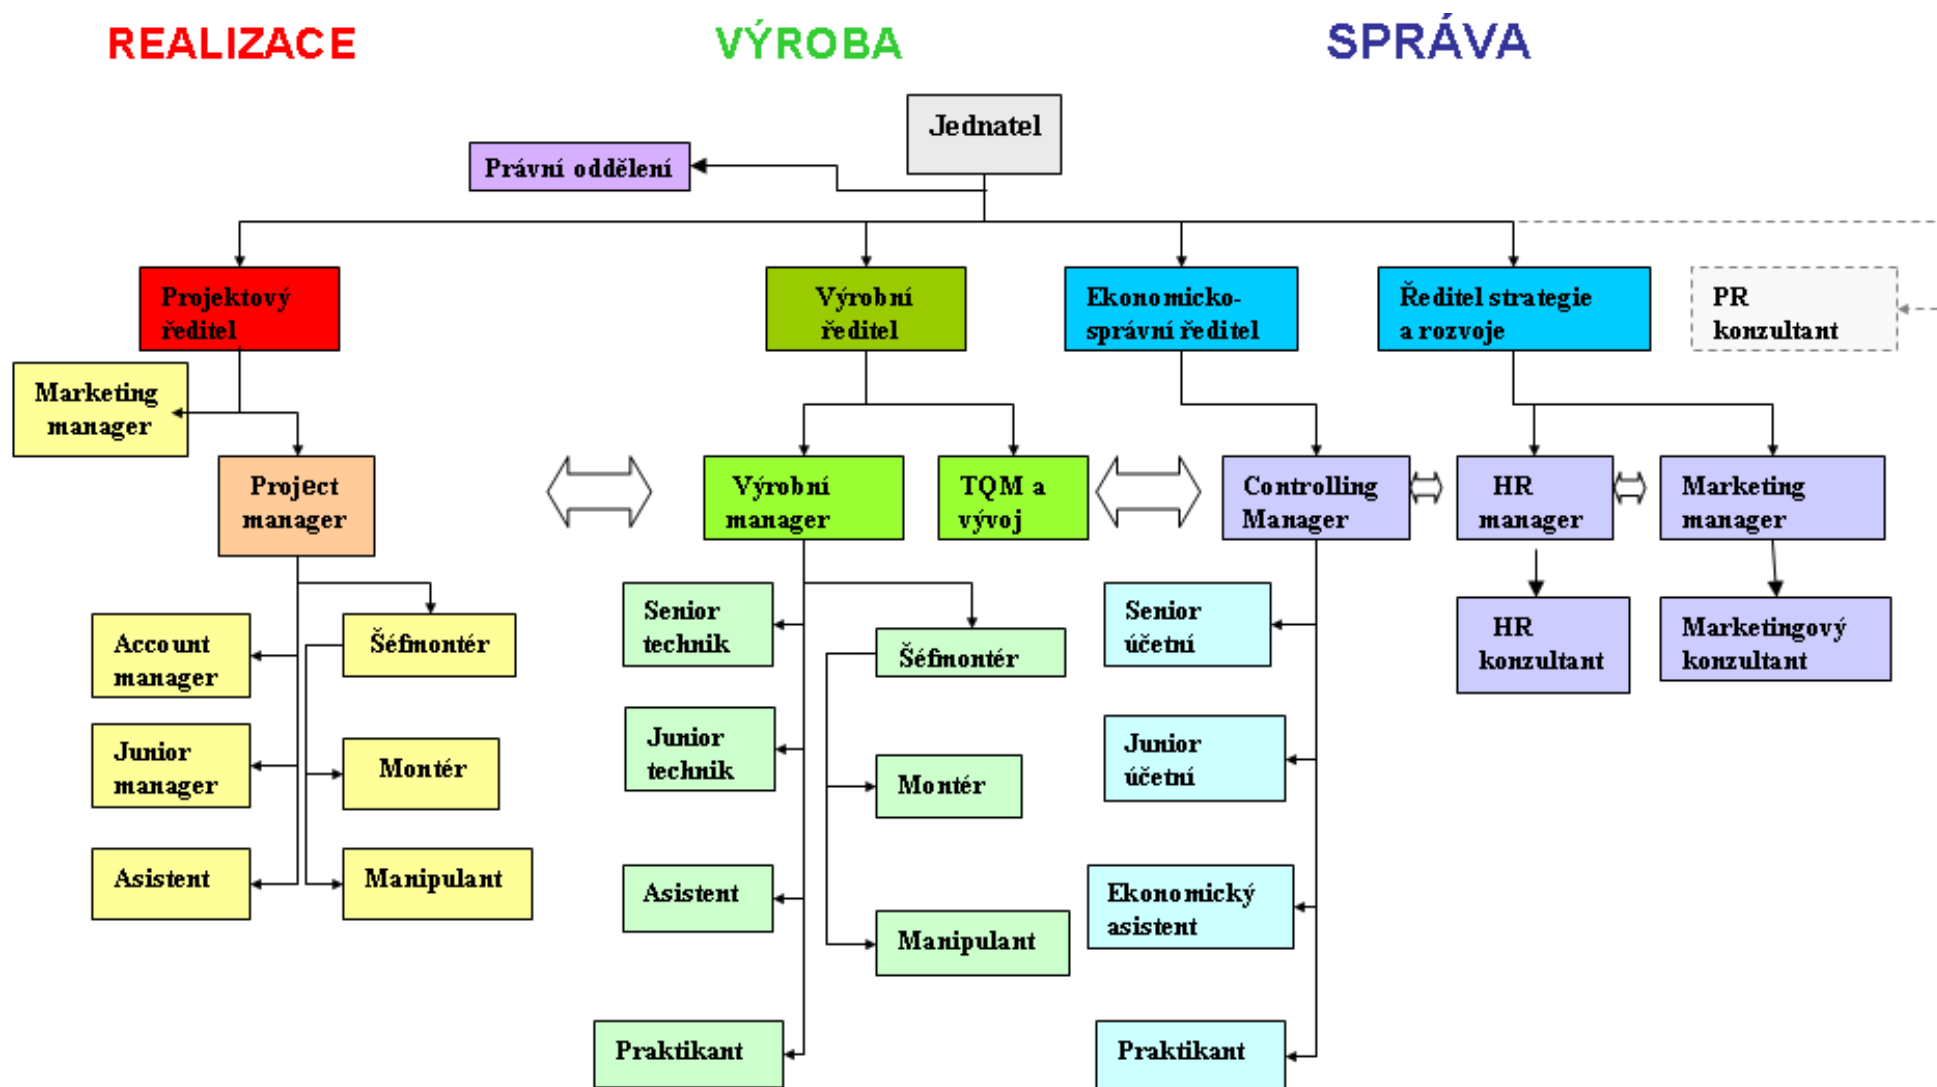 REALIZACE
VÝROBA
SPRÁVA
Jednatel
Právní oddělení
Projektový
ředitel
Výrobní
ředitel
Ekonomicko-
správní ředitel
Ředitel strategie
a rozvoje
PR
konzultant
Marketing
manager
Project
manager
Výrobní
manager
TQM a
vývoj
Controlling
Manager
HR
manager
Marketing
manager
Account
manager
Šéfmontér
Senior
technik
Šéfmontér
Senior
účetní
HR
konzultant
Marketingový
konzultant
Junior
manager
Montér
Junior
technik
Montér
Junior
účetní
Asistent
Manipulant
Asistent
Manipulant
Ekonomický
asistent
Praktikant
Praktikant